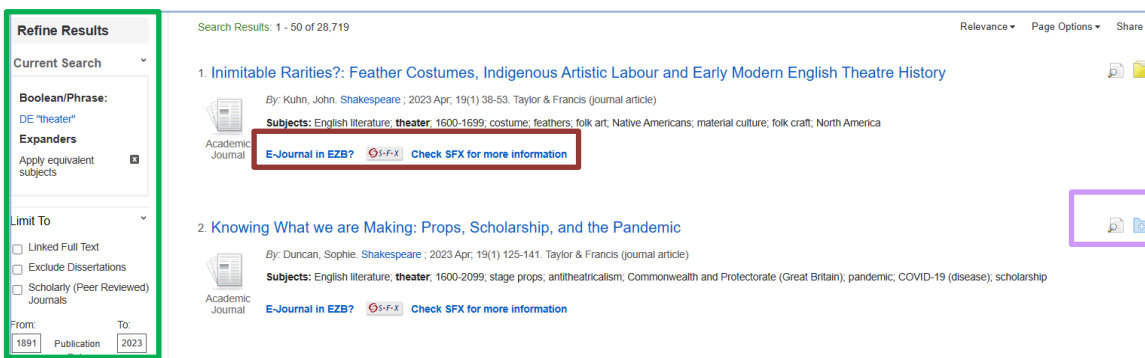 Refine Results
Current Search
Boolean/Phrase:
DE "theater"
Expanders
Apply equivalent
subjects
Limit To
Linked Full Text
Exclude Dissertations
Scholarly (Peer Reviewed)
Journals
From: To:
1891 Publication 2023
Search Results: 1 - 50 of 28,719
Relevance Page Options Share
1. Inimitable Rarities?: Feather Costumes, Indigenous Artistic Labour and Early Modern English Theatre History
By: Kuhn, John. Shakespeare ; 2023 Apr; 19(1) 38-53. Taylor & Francis (journal article)
Subjects: English literature; theater; 1600-1699; costume; feathers; folk art; Native Americans; material culture; folk craft; North America
Academic
Journal
E-Journal in EZB? S·F·X Check SFX for more information
2. Knowing What we are Making: Props, Scholarship, and the Pandemic
By: Duncan, Sophie. Shakespeare ; 2023 Apr; 19(1) 125-141. Taylor & Francis (journal article)
Subjects: English literature; theater; 1600-2099; stage props; antitheatricalism; Commonwealth and Protectorate (Great Britain); pandemic; COVID-19 (disease); scholarship
Academic
Journal
E-Journal in EZB? S·F·X Check SFX for more information